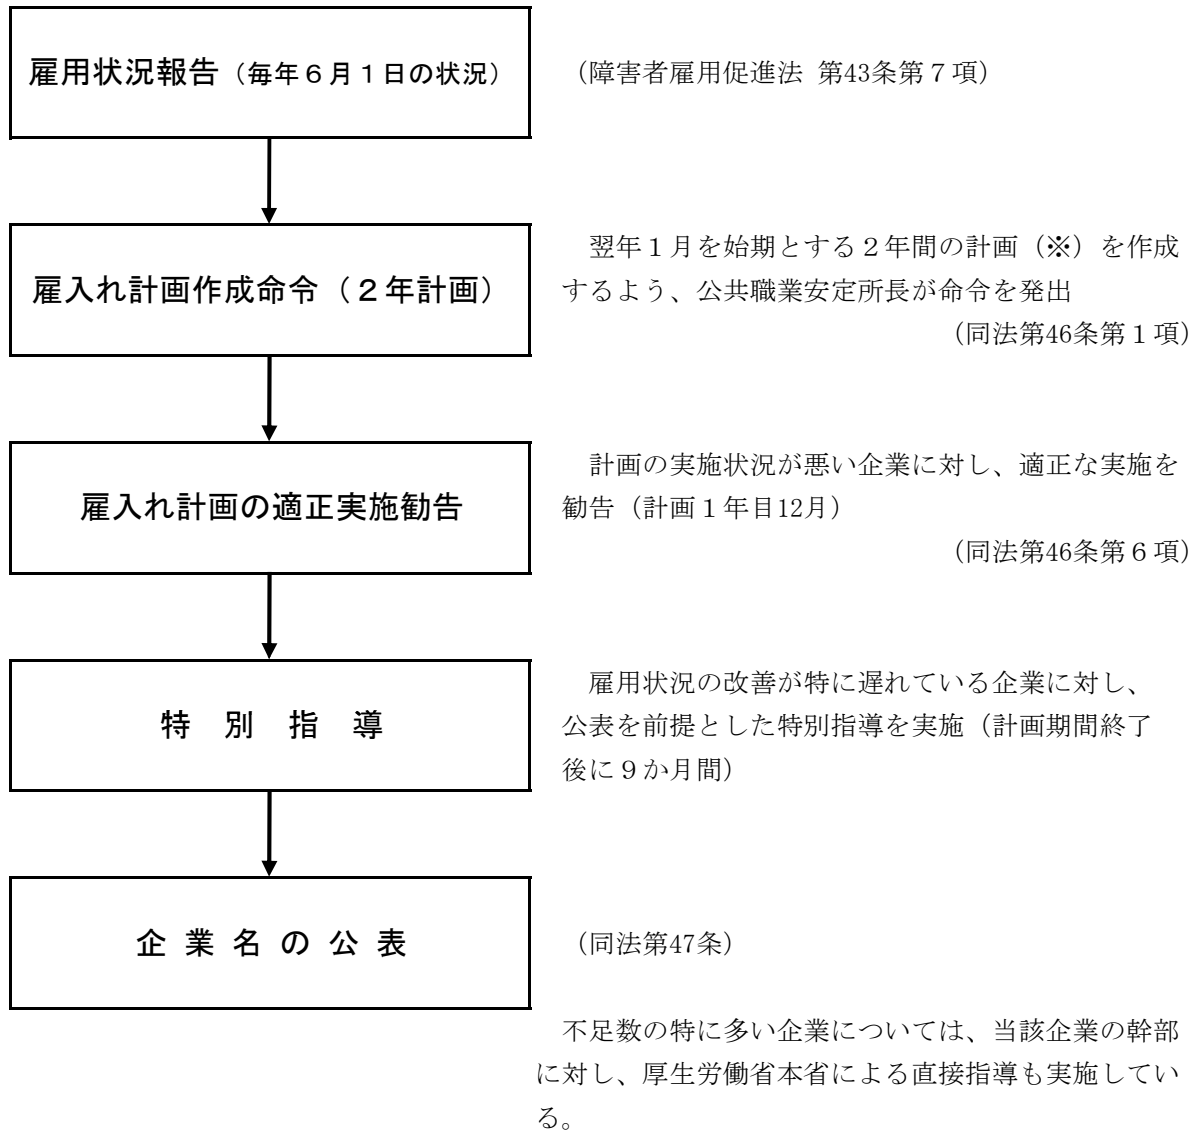 雇用状況報告（毎年６月１日の状況）
（障害者雇用促進法 第43条第７項）
雇入れ計画作成命令（２年計画）
翌年１月を始期とする２年間の計画（※）を作成
するよう、公共職業安定所長が命令を発出
（同法第46条第１項）
雇入れ計画の適正実施勧告
計画の実施状況が悪い企業に対し、適正な実施を
勧告（計画１年目12月）
（同法第46条第６項）
特　別　指　導
雇用状況の改善が特に遅れている企業に対し、
公表を前提とした特別指導を実施（計画期間終了
後に９か月間）
企 業 名 の 公 表
（同法第47条）
不足数の特に多い企業については、当該企業の幹部
に対し、厚生労働省本省による直接指導も実施してい
る。